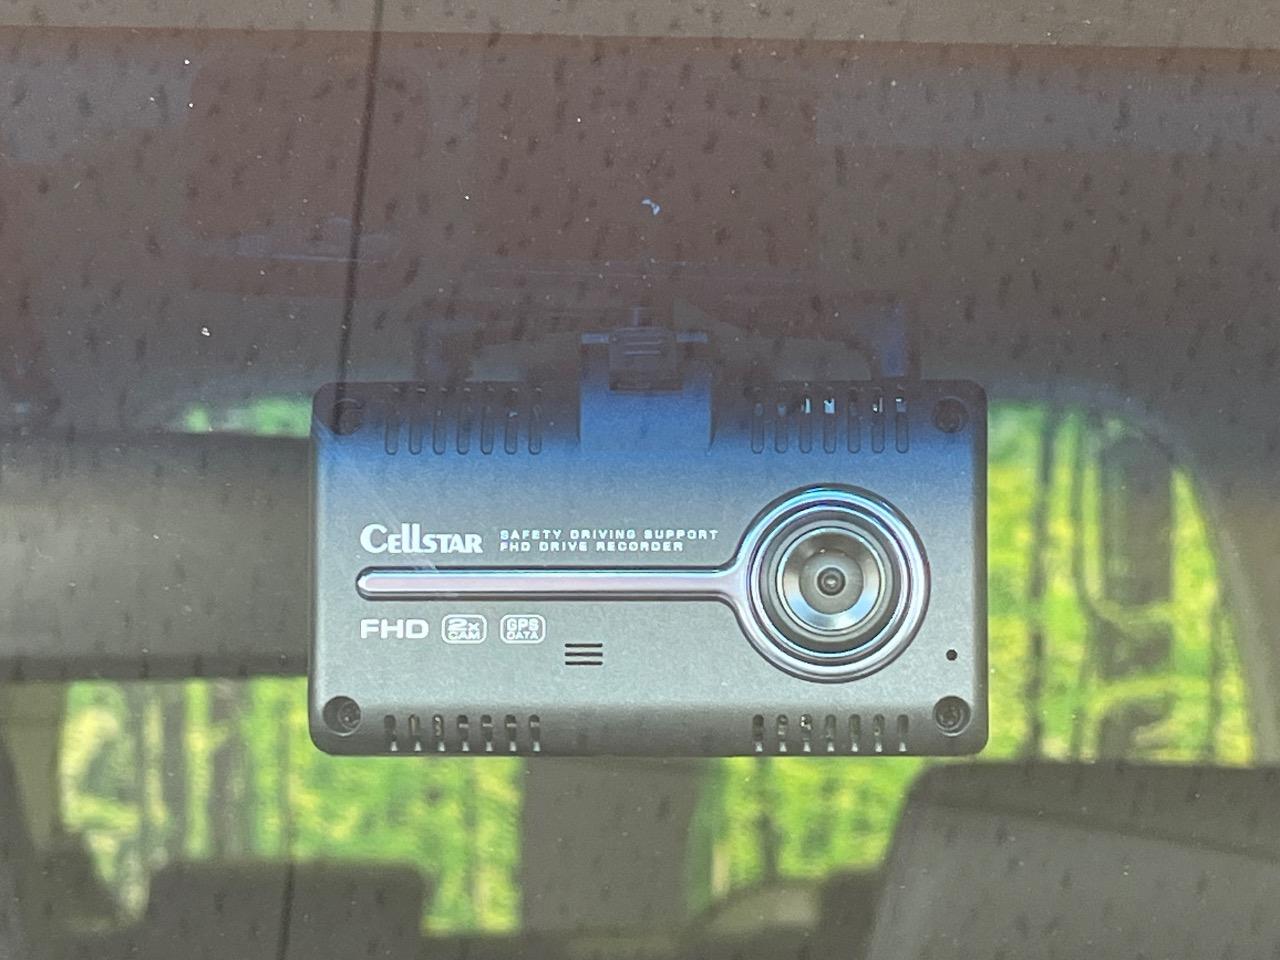 CELLSTAR
SAFETY DRIVING SUPPORT
FHD DRIVE RECORDER
FHD
2x
CAM
GPS
DATA